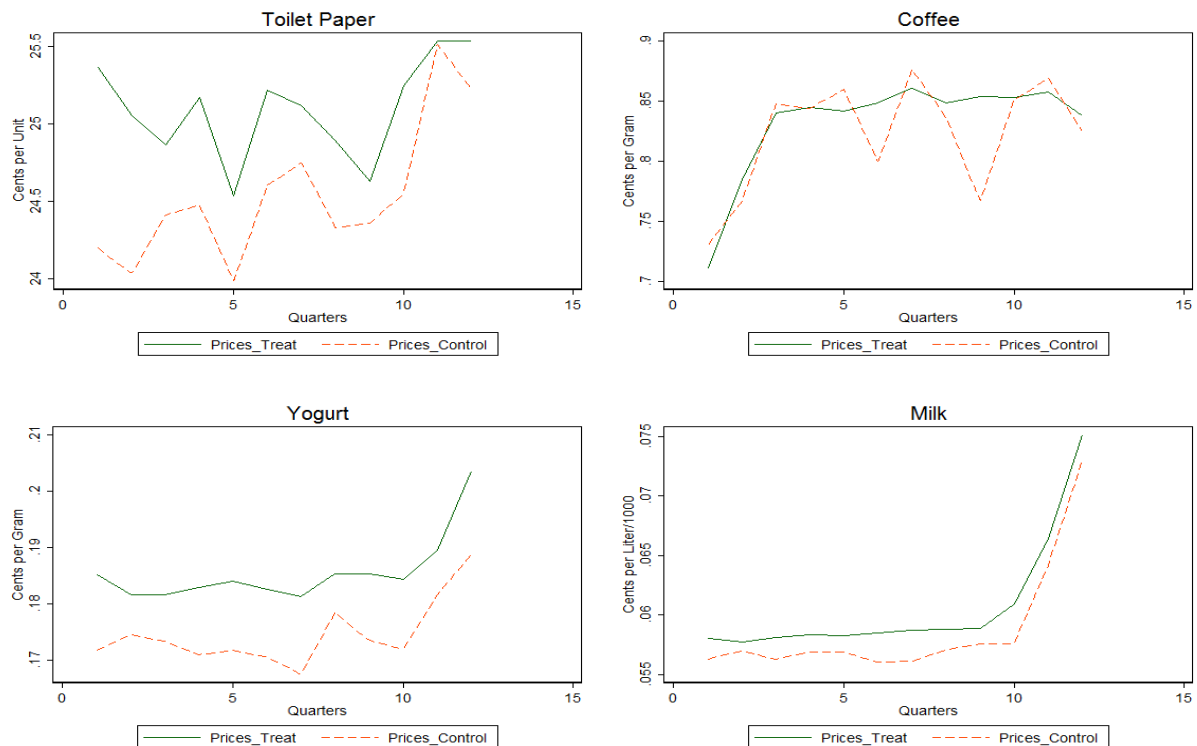 Toilet Paper
Cents per Unit
25.5
25
24.5
24
0 5 10 15
Quarters
Prices_Treat Prices_Control
Coffee
Cents per Gram
.9
.85
.8
.75
.7
0 5 10 15
Quarters
Prices_Treat Prices_Control
Yogurt
Cents per Gram
.21
.2
.19
.18
.17
0 5 10 15
Quarters
Prices_Treat Prices_Control
Milk
Cents per Liter/1000
.075
.07
.065
.06
.055
0 5 10 15
Quarters
Prices_Treat Prices_Control